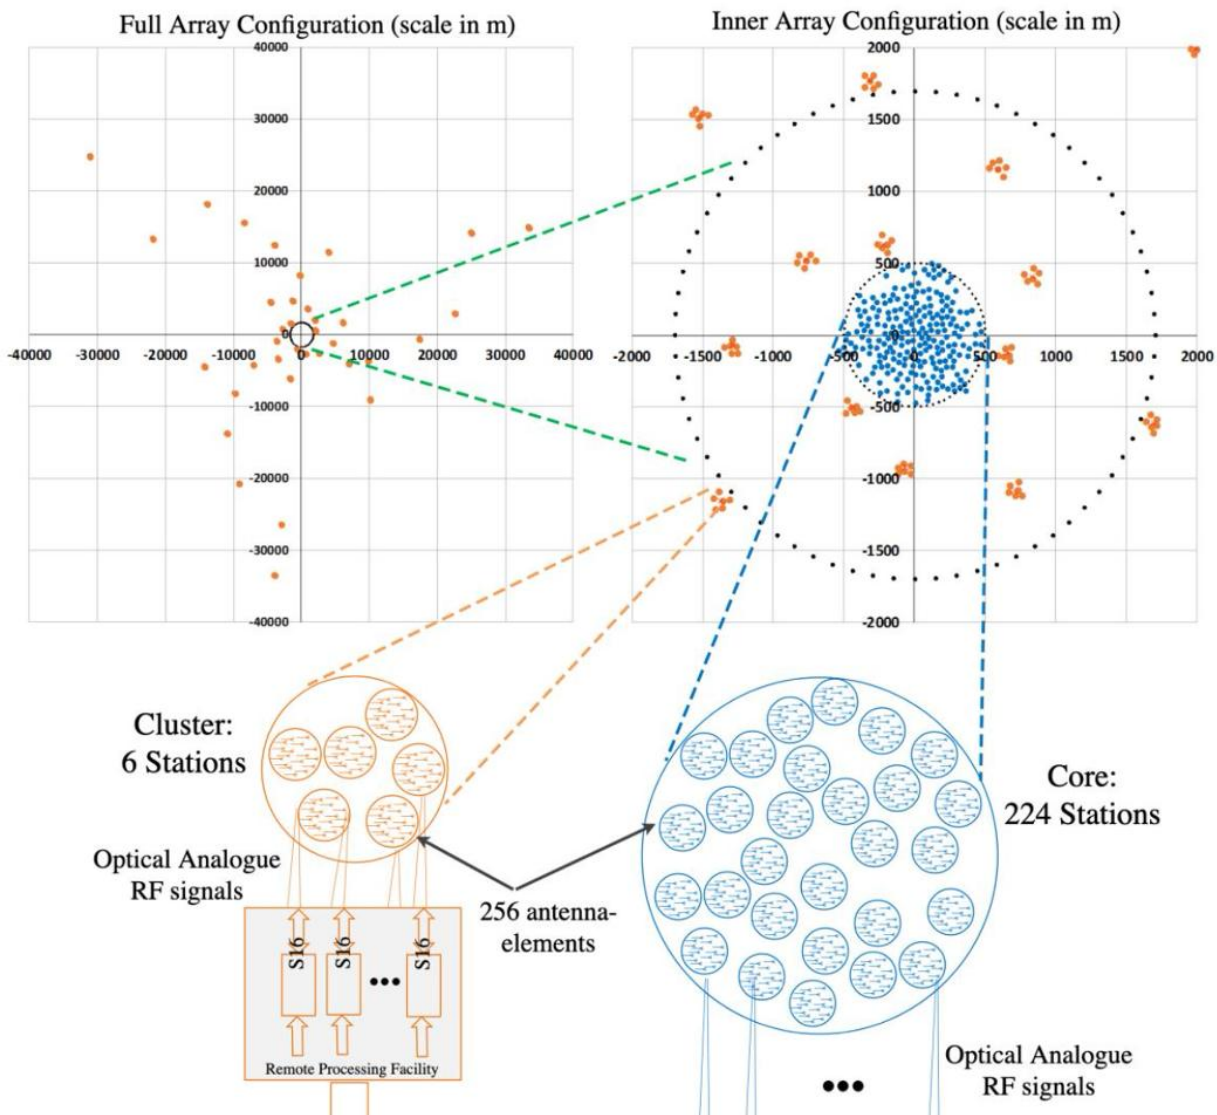 Full Array Configuration (scale in m)
40000
30000
20000
10000
0
-40000 -30000 -20000 -10000 0 10000 20000 30000 40000
-10000
-20000
-30000
-40000
Inner Array Configuration (scale in m)
2000
1500
1000
500
0
-2000 -1500 -1000 -500 0 500 1000 1500 2000
-500
-1000
-1500
-2000
Cluster:
6 Stations
Core:
224 Stations
Optical Analogue
RF signals
256 antenna-
elements
S16 S16 S16
Remote Processing Facility
Optical Analogue
RF signals